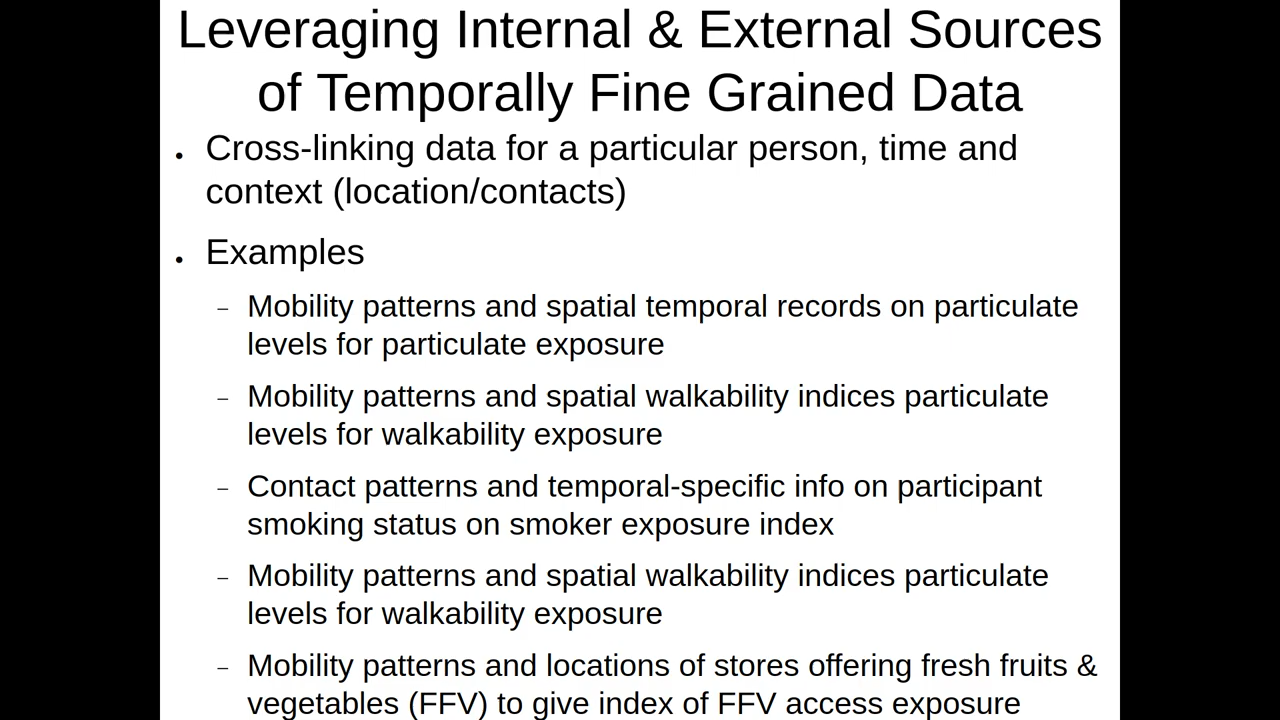 Leveraging Internal & External Sources
of Temporally Fine Grained Data
• Cross-linking data for a particular person, time and
context (location/contacts)
• Examples
– Mobility patterns and spatial temporal records on particulate
levels for particulate exposure
– Mobility patterns and spatial walkability indices particulate
levels for walkability exposure
– Contact patterns and temporal-specific info on participant
smoking status on smoker exposure index
– Mobility patterns and spatial walkability indices particulate
levels for walkability exposure
– Mobility patterns and locations of stores offering fresh fruits &
vegetables (FFV) to give index of FFV access exposure